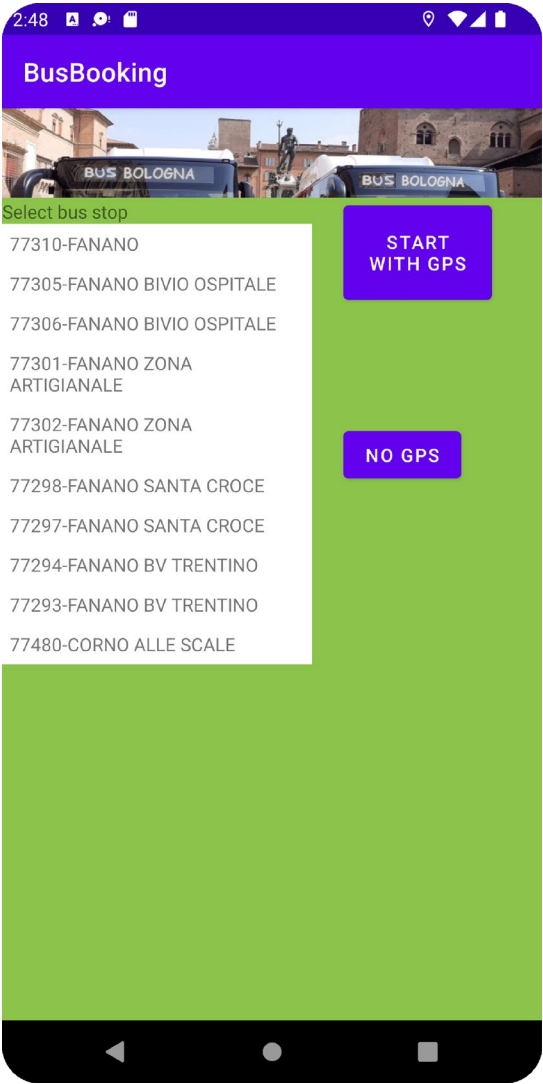 2:48
BusBooking
BUS BOLOGNA
BUS BOLOGNA
Select bus stop
77310-FANANO
77305-FANANO BIVIO OSPITALE
77306-FANANO BIVIO OSPITALE
77301-FANANO ZONA
ARTIGIANALE
77302-FANANO ZONA
ARTIGIANALE
77298-FANANO SANTA CROCE
77297-FANANO SANTA CROCE
77294-FANANO BV TRENTINO
77293-FANANO BV TRENTINO
77480-CORNO ALLE SCALE
START
WITH GPS
NO GPS